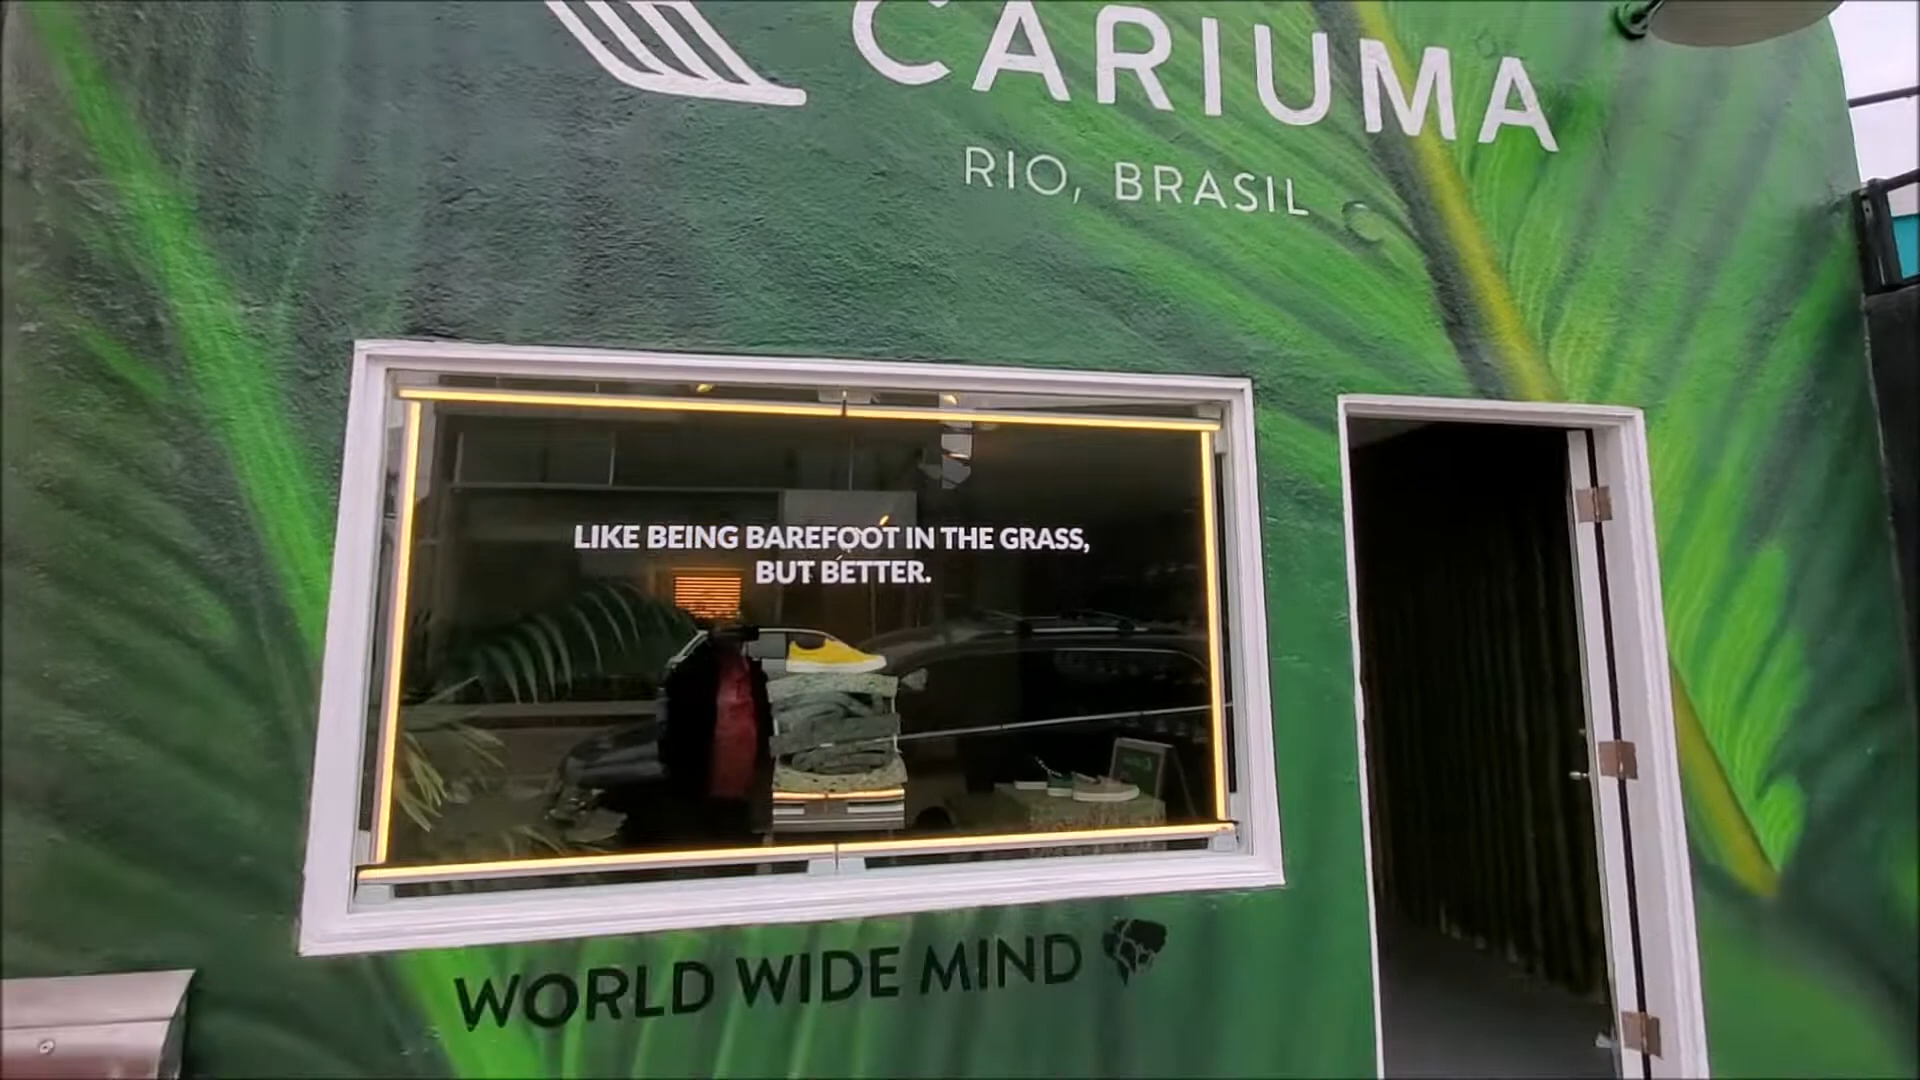 CARIUMA
RIO, BRASIL
LIKE BEING BAREFOOT IN THE GRASS,
BUT BETTER.
WORLD WIDE MIND